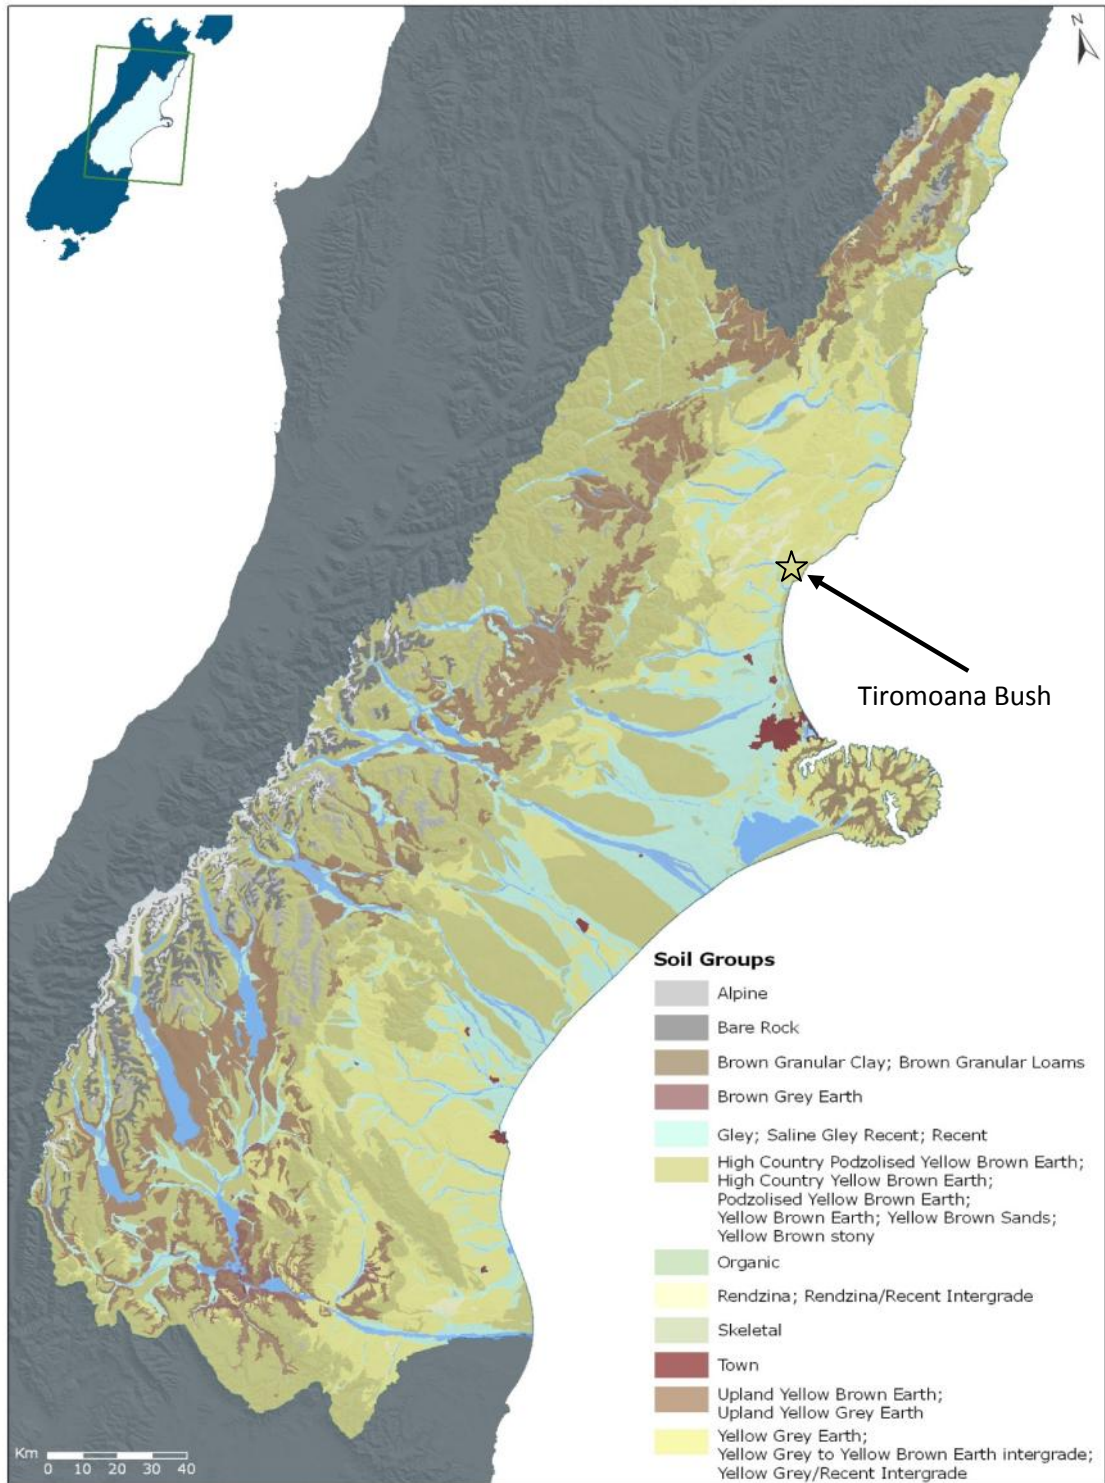 N
Tiromoana Bush
Soil Groups
Alpine
Bare Rock
Brown Granular Clay; Brown Granular Loams
Brown Grey Earth
Gley; Saline Gley Recent; Recent
High Country Podzolised Yellow Brown Earth;
High Country Yellow Brown Earth;
Podzolised Yellow Brown Earth;
Yellow Brown Earth; Yellow Brown Sands;
Yellow Brown stony
Organic
Rendzina; Rendzina/Recent Intergrade
Skeletal
Town
Upland Yellow Brown Earth;
Upland Yellow Grey Earth
Yellow Grey Earth;
Yellow Grey to Yellow Brown Earth intergrade;
Yellow Grey/Recent Intergrade
Km
0 10 20 30 40